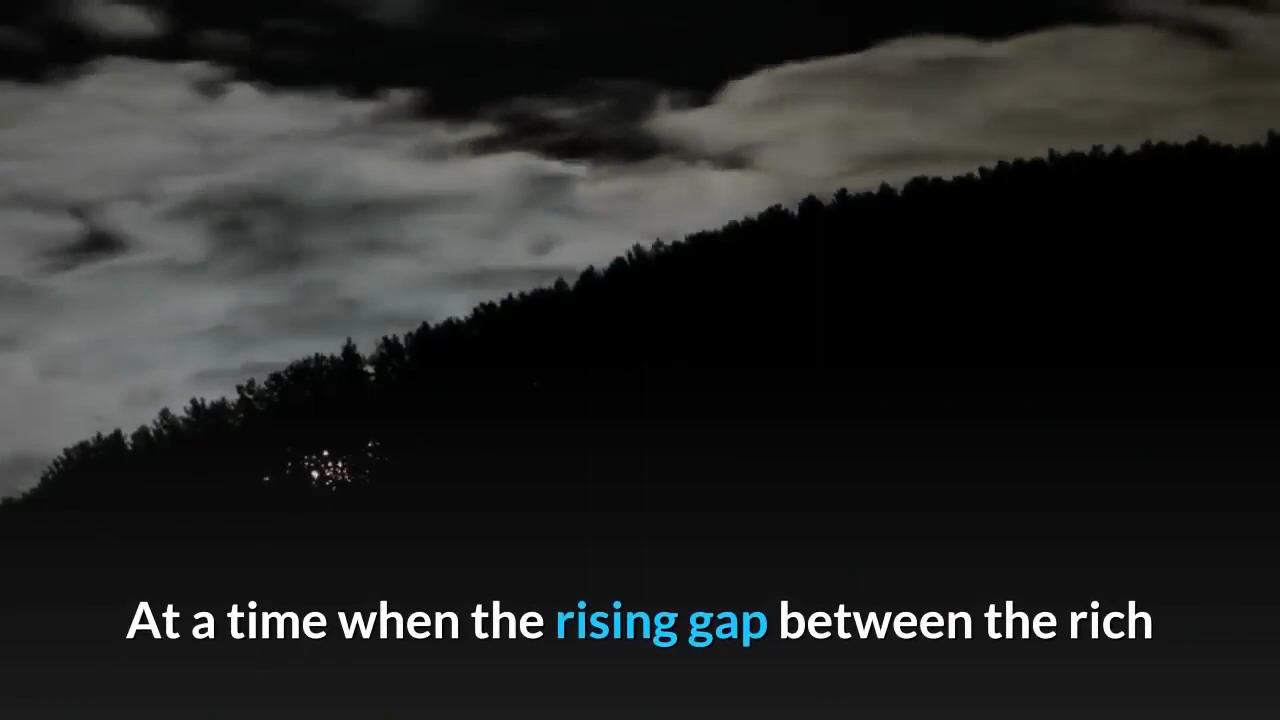 At a time when the rising gap between the rich